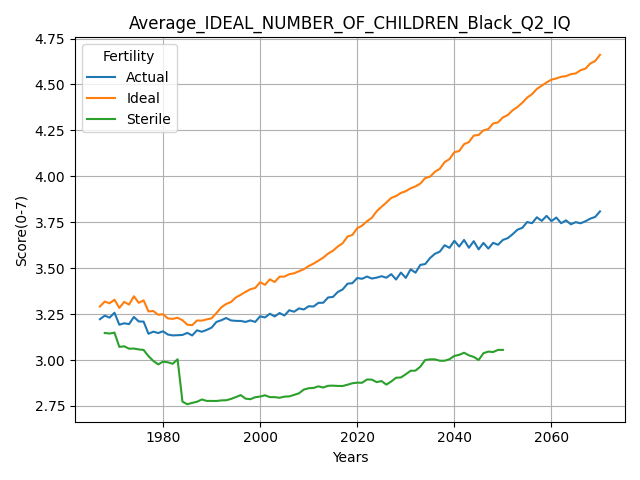 Average_IDEAL_NUMBER_OF_CHILDREN_Black_Q2_IQ
Fertility
Actual
Ideal
Sterile
Score(0-7)
4.75
4.50
4.25
4.00
3.75
3.50
3.25
3.00
2.75
1980 2000 2020 2040 2060
Years